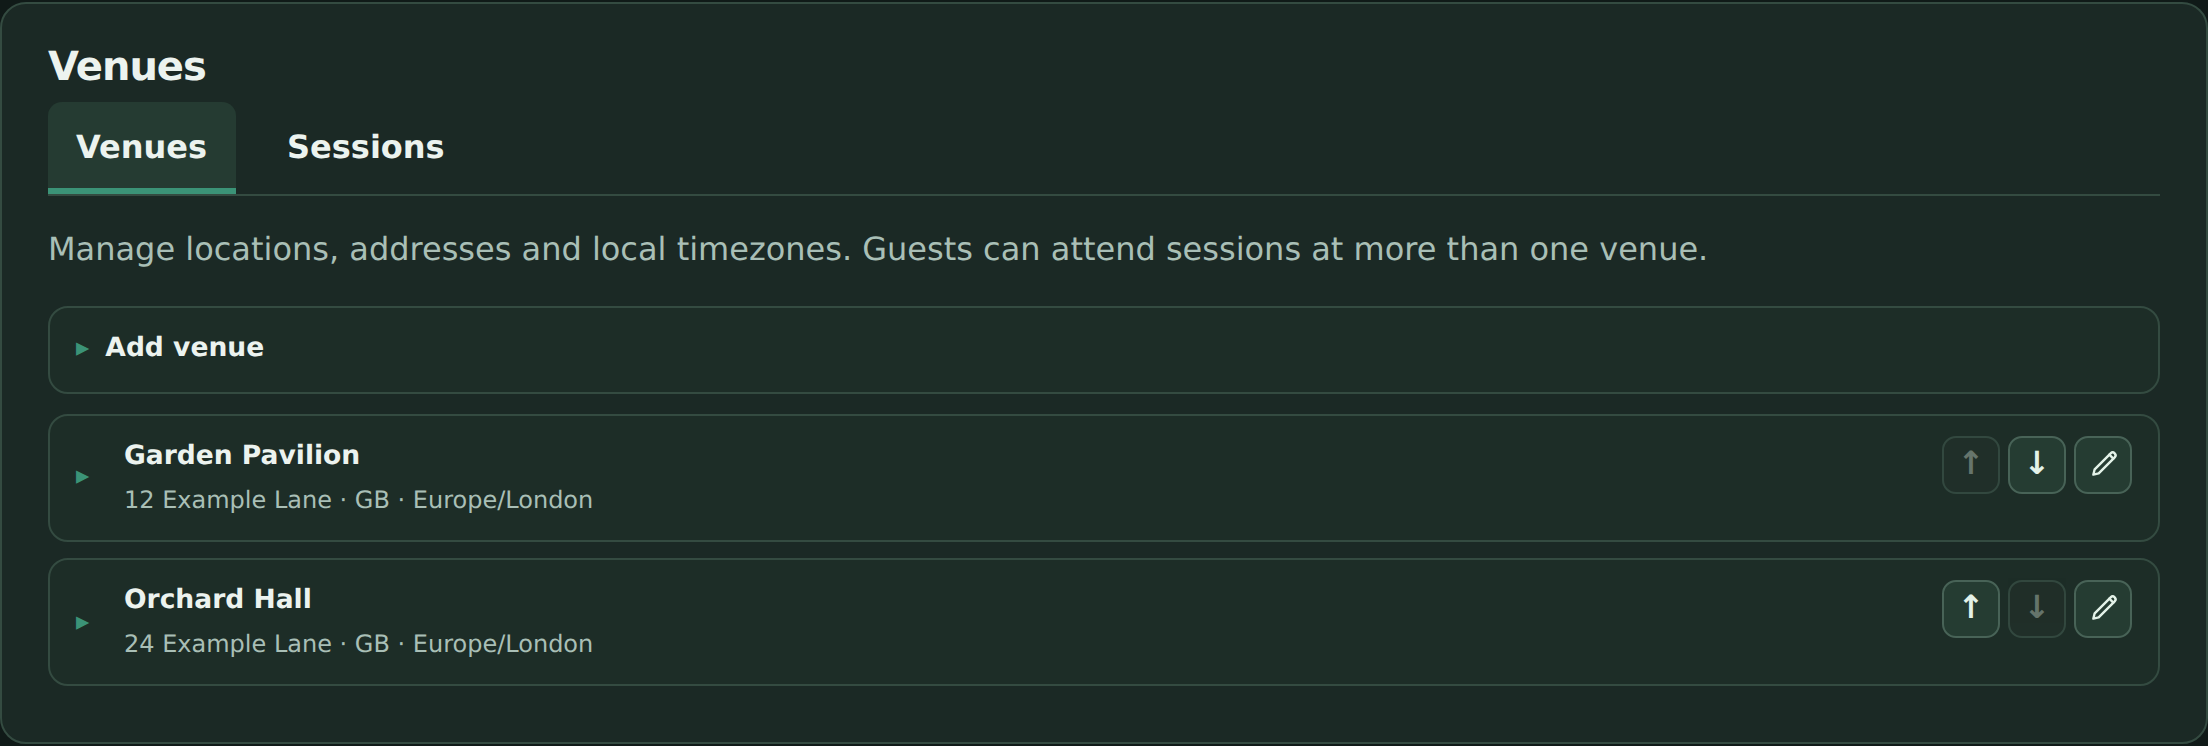 Venues
Venues
Sessions
Manage locations, addresses and local timezones. Guests can attend sessions at more than one venue.
Add venue
Garden Pavilion
12 Example Lane · GB · Europe/London
Orchard Hall
24 Example Lane · GB · Europe/London